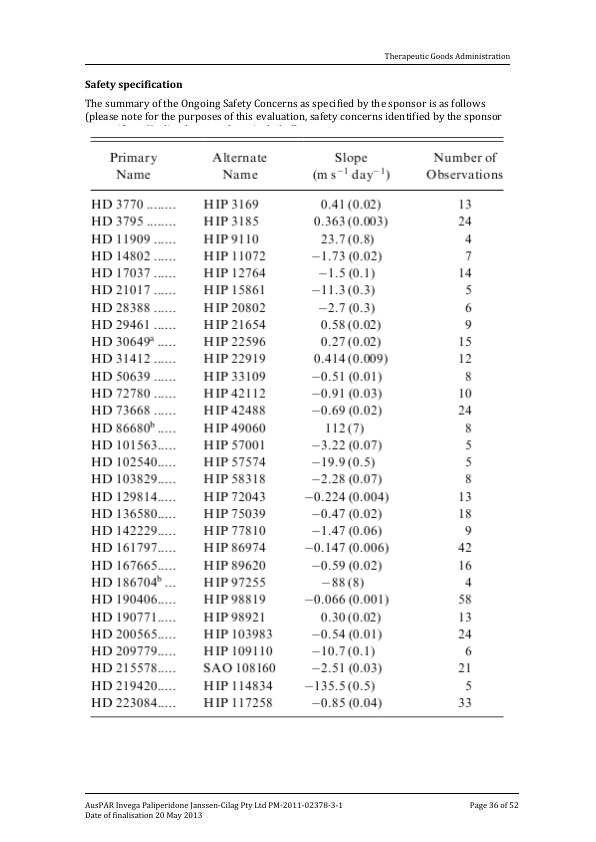 Therapeutic Goods Administration
Safety specification
The summary of the Ongoing Safety Concerns as specified by the sponsor is as follows
(please note for the purposes of this evaluation, safety concerns identified by the sponsor
Primary Alternate Slope Number of
Name Name (m s⁻¹ day⁻¹) Observations
HD 3770 ........ HIP 3169 0.41 (0.02) 13
HD 3795 ........ HIP 3185 0.363 (0.003) 24
HD 11909 ...... HIP 9110 23.7 (0.8) 4
HD 14802 ...... HIP 11072 −1.73 (0.02) 7
HD 17037 ...... HIP 12764 −1.5 (0.1) 14
HD 21017 ...... HIP 15861 −11.3 (0.3) 5
HD 28388 ...... HIP 20802 −2.7 (0.3) 6
HD 29461 ...... HIP 21654 0.58 (0.02) 9
HD 30649ᵃ ..... HIP 22596 0.27 (0.02) 15
HD 31412 ...... HIP 22919 0.414 (0.009) 12
HD 50639 ...... HIP 33109 −0.51 (0.01) 8
HD 72780 ...... HIP 42112 −0.91 (0.03) 10
HD 73668 ...... HIP 42488 −0.69 (0.02) 24
HD 86680ᵇ ..... HIP 49060 112 (7) 8
HD 101563..... HIP 57001 −3.22 (0.07) 5
HD 102540..... HIP 57574 −19.9 (0.5) 5
HD 103829..... HIP 58318 −2.28 (0.07) 8
HD 129814..... HIP 72043 −0.224 (0.004) 13
HD 136580..... HIP 75039 −0.47 (0.02) 18
HD 142229..... HIP 77810 −1.47 (0.06) 9
HD 161797..... HIP 86974 −0.147 (0.006) 42
HD 167665..... HIP 89620 −0.59 (0.02) 16
HD 186704ᵇ ... HIP 97255 −88 (8) 4
HD 190406..... HIP 98819 −0.066 (0.001) 58
HD 190771..... HIP 98921 0.30 (0.02) 13
HD 200565..... HIP 103983 −0.54 (0.01) 24
HD 209779..... HIP 109110 −10.7 (0.1) 6
HD 215578..... SAO 108160 −2.51 (0.03) 21
HD 219420..... HIP 114834 −135.5 (0.5) 5
HD 223084..... HIP 117258 −0.85 (0.04) 33
AusPAR Invega Paliperidone Janssen-Cilag Pty Ltd PM-2011-02378-3-1 Page 36 of 52
Date of finalisation 20 May 2013